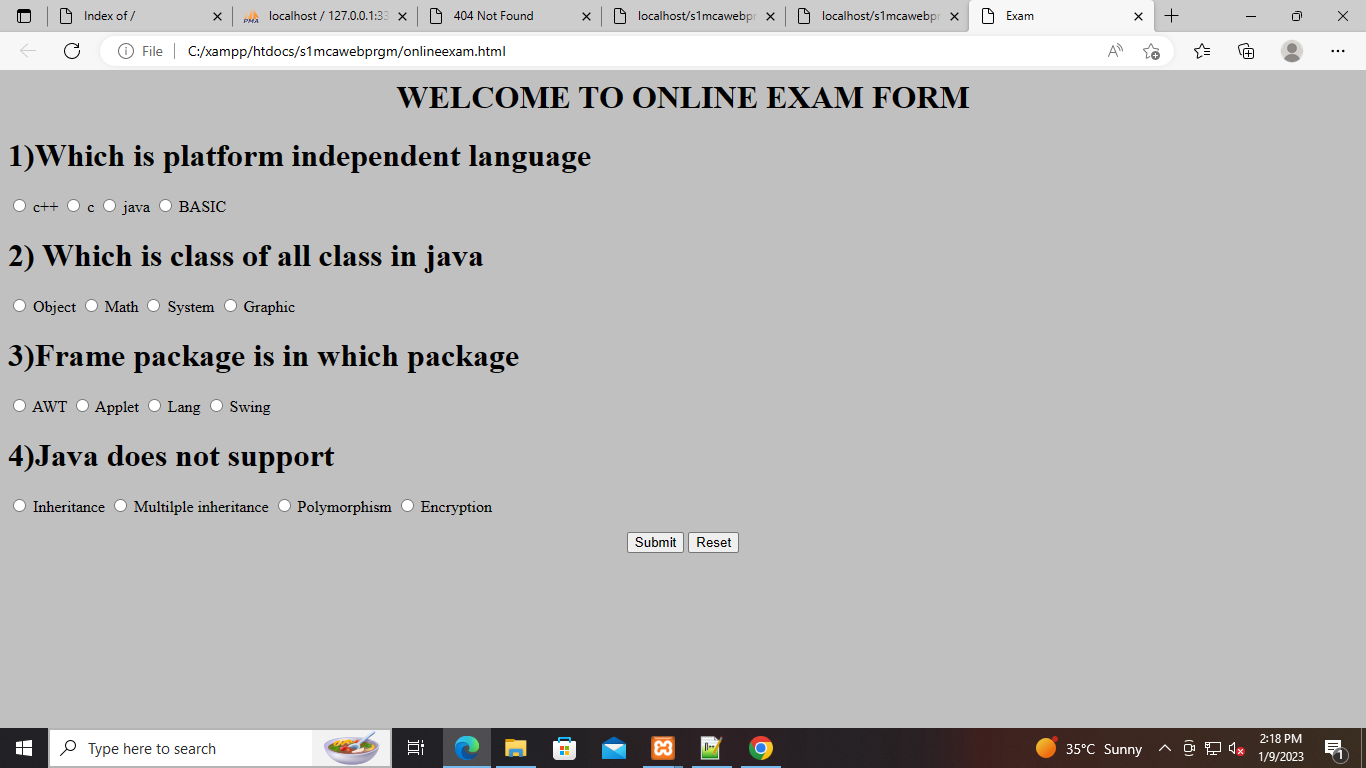 Index of /
localhost / 127.0.0.1:33
404 Not Found
localhost/s1mcawebpr
localhost/s1mcawebpr
Exam
File
C:/xampp/htdocs/s1mcawebprgm/onlineexam.html
WELCOME TO ONLINE EXAM FORM
1)Which is platform independent language
c++ c java BASIC
2) Which is class of all class in java
Object Math System Graphic
3)Frame package is in which package
AWT Applet Lang Swing
4)Java does not support
Inheritance Multilple inheritance Polymorphism Encryption
Submit Reset
Type here to search
35°C Sunny
2:18 PM
1/9/2023
1